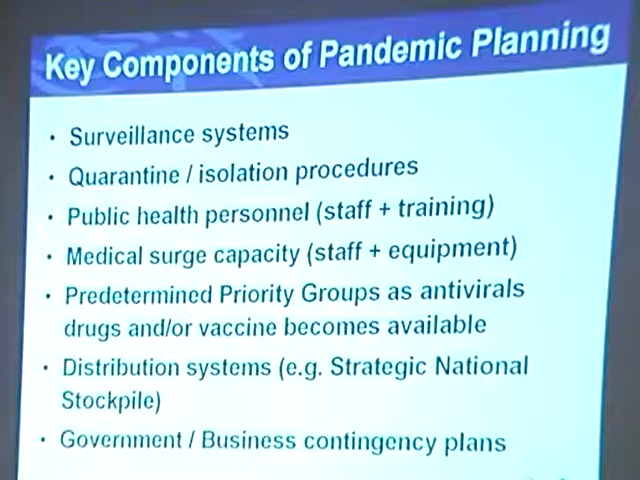 Key Components of Pandemic Planning
• Surveillance systems
• Quarantine / isolation procedures
• Public health personnel (staff + training)
• Medical surge capacity (staff + equipment)
• Predetermined Priority Groups as antivirals
drugs and/or vaccine becomes available
• Distribution systems (e.g. Strategic National
Stockpile)
• Government / Business contingency plans